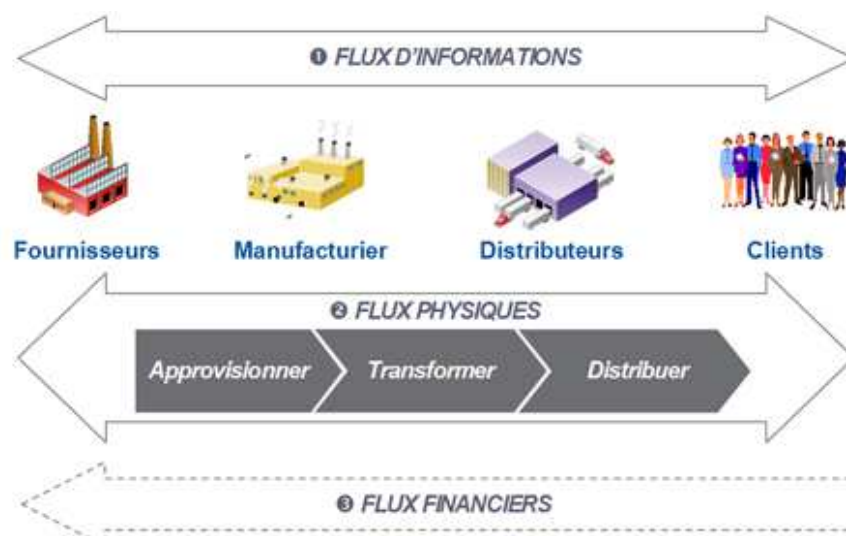 ❶ FLUX D'INFORMATIONS
Fournisseurs Manufacturier Distributeurs Clients
❷ FLUX PHYSIQUES
Approvisionner Transformer Distribuer
❸ FLUX FINANCIERS